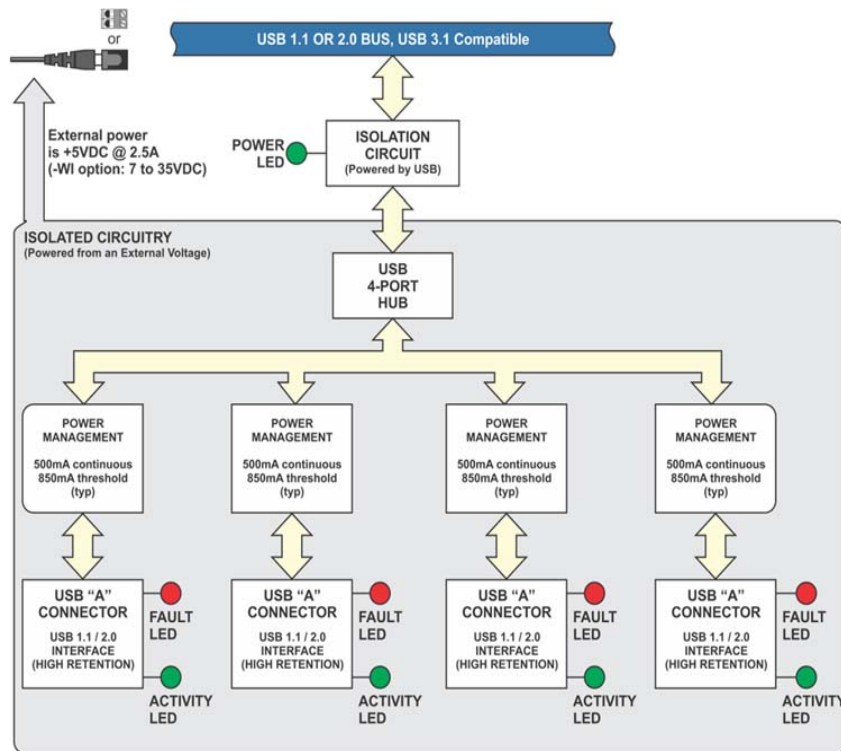 or
USB 1.1 OR 2.0 BUS, USB 3.1 Compatible
External power
is +5VDC @ 2.5A
(-WI option: 7 to 35VDC)
POWER
LED
ISOLATION
CIRCUIT
(Powered by USB)
ISOLATED CIRCUITRY
(Powered from an External Voltage)
USB
4-PORT
HUB
POWER
MANAGEMENT
500mA continuous
850mA threshold
(typ)
POWER
MANAGEMENT
500mA continuous
850mA threshold
(typ)
POWER
MANAGEMENT
500mA continuous
850mA threshold
(typ)
POWER
MANAGEMENT
500mA continuous
850mA threshold
(typ)
USB “A”
CONNECTOR
USB 1.1 / 2.0
INTERFACE
(HIGH RETENTION)
FAULT
LED
ACTIVITY
LED
USB “A”
CONNECTOR
USB 1.1 / 2.0
INTERFACE
(HIGH RETENTION)
FAULT
LED
ACTIVITY
LED
USB “A”
CONNECTOR
USB 1.1 / 2.0
INTERFACE
(HIGH RETENTION)
FAULT
LED
ACTIVITY
LED
USB “A”
CONNECTOR
USB 1.1 / 2.0
INTERFACE
(HIGH RETENTION)
FAULT
LED
ACTIVITY
LED